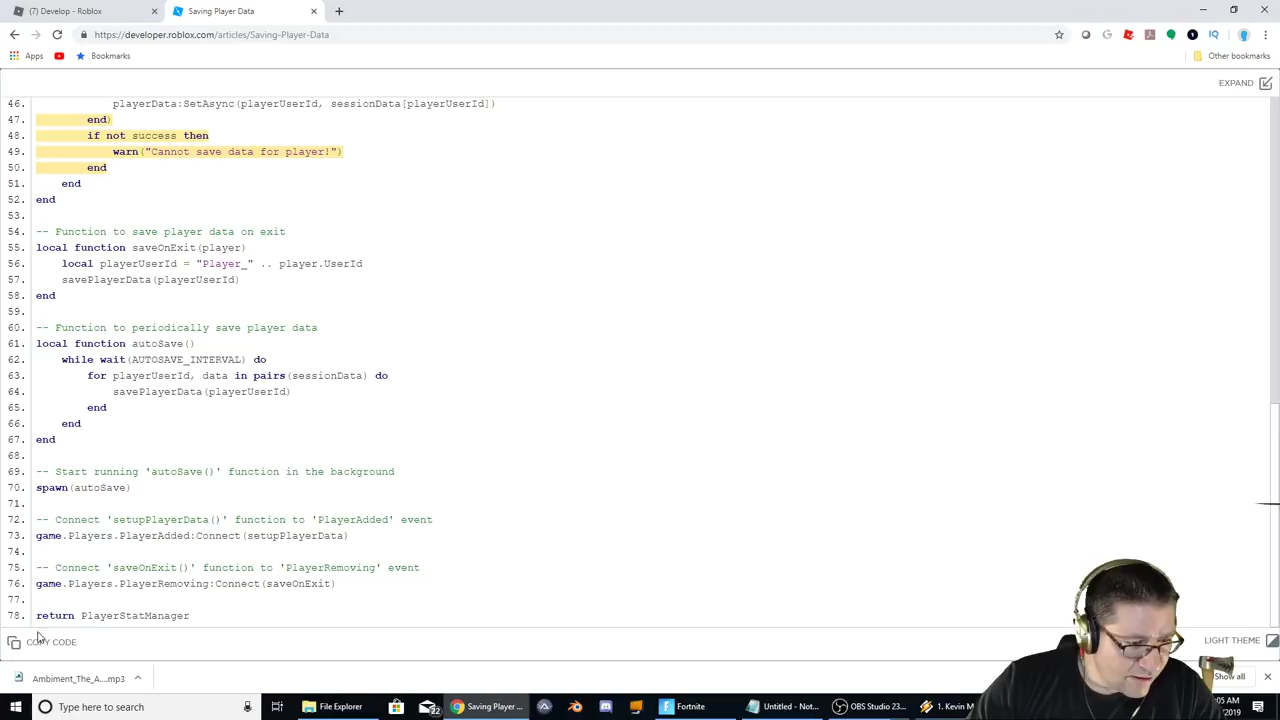 (7) Develop - Roblox
Saving Player Data
https://developer.roblox.com/articles/Saving-Player-Data
Apps
Bookmarks
Other bookmarks
EXPAND
46. playerData:SetAsync(playerUserId, sessionData[playerUserId])
47. end)
48. if not success then
49. warn("Cannot save data for player!")
50. end
51. end
52. end
53.
54. -- Function to save player data on exit
55. local function saveOnExit(player)
56. local playerUserId = "Player_" .. player.UserId
57. savePlayerData(playerUserId)
58. end
59.
60. -- Function to periodically save player data
61. local function autoSave()
62. while wait(AUTOSAVE_INTERVAL) do
63. for playerUserId, data in pairs(sessionData) do
64. savePlayerData(playerUserId)
65. end
66. end
67. end
68.
69. -- Start running 'autoSave()' function in the background
70. spawn(autoSave)
71.
72. -- Connect 'setupPlayerData()' function to 'PlayerAdded' event
73. game.Players.PlayerAdded:Connect(setupPlayerData)
74.
75. -- Connect 'saveOnExit()' function to 'PlayerRemoving' event
76. game.Players.PlayerRemoving:Connect(saveOnExit)
77.
78. return PlayerStatManager
COPY CODE
LIGHT THEME
Ambiment_The_A....mp3
Show all
Type here to search
File Explorer
22
Saving Player ...
Fortnite
Untitled - Not...
OBS Studio 23...
1. Kevin M
:05 AM
/2019